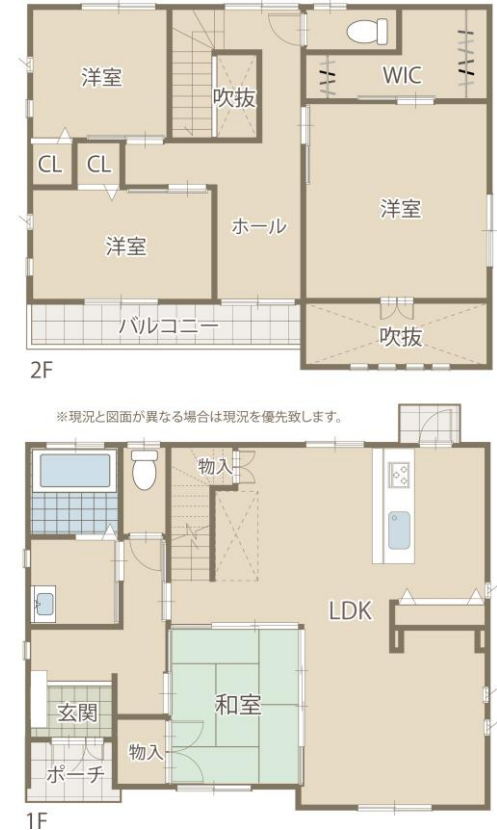 洋室
吹抜
WIC
CL
CL
洋室
ホール
洋室
バルコニー
吹抜
2F
※現況と図面が異なる場合は現況を優先致します。
物入
LDK
和室
玄関
物入
ポーチ
1F